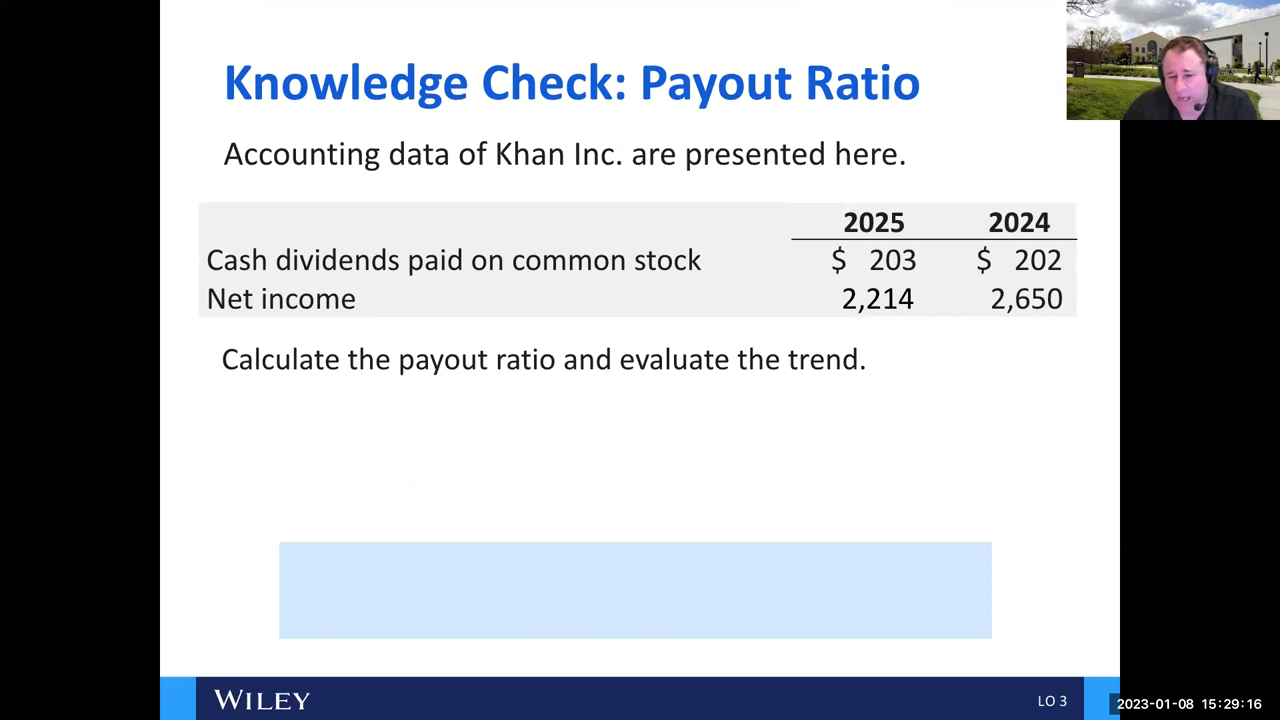 Knowledge Check: Payout Ratio
Accounting data of Khan Inc. are presented here.
2025 2024
Cash dividends paid on common stock $ 203 $ 202
Net income 2,214 2,650
Calculate the payout ratio and evaluate the trend.
WILEY
LO 3
2023-01-08 15:29:16